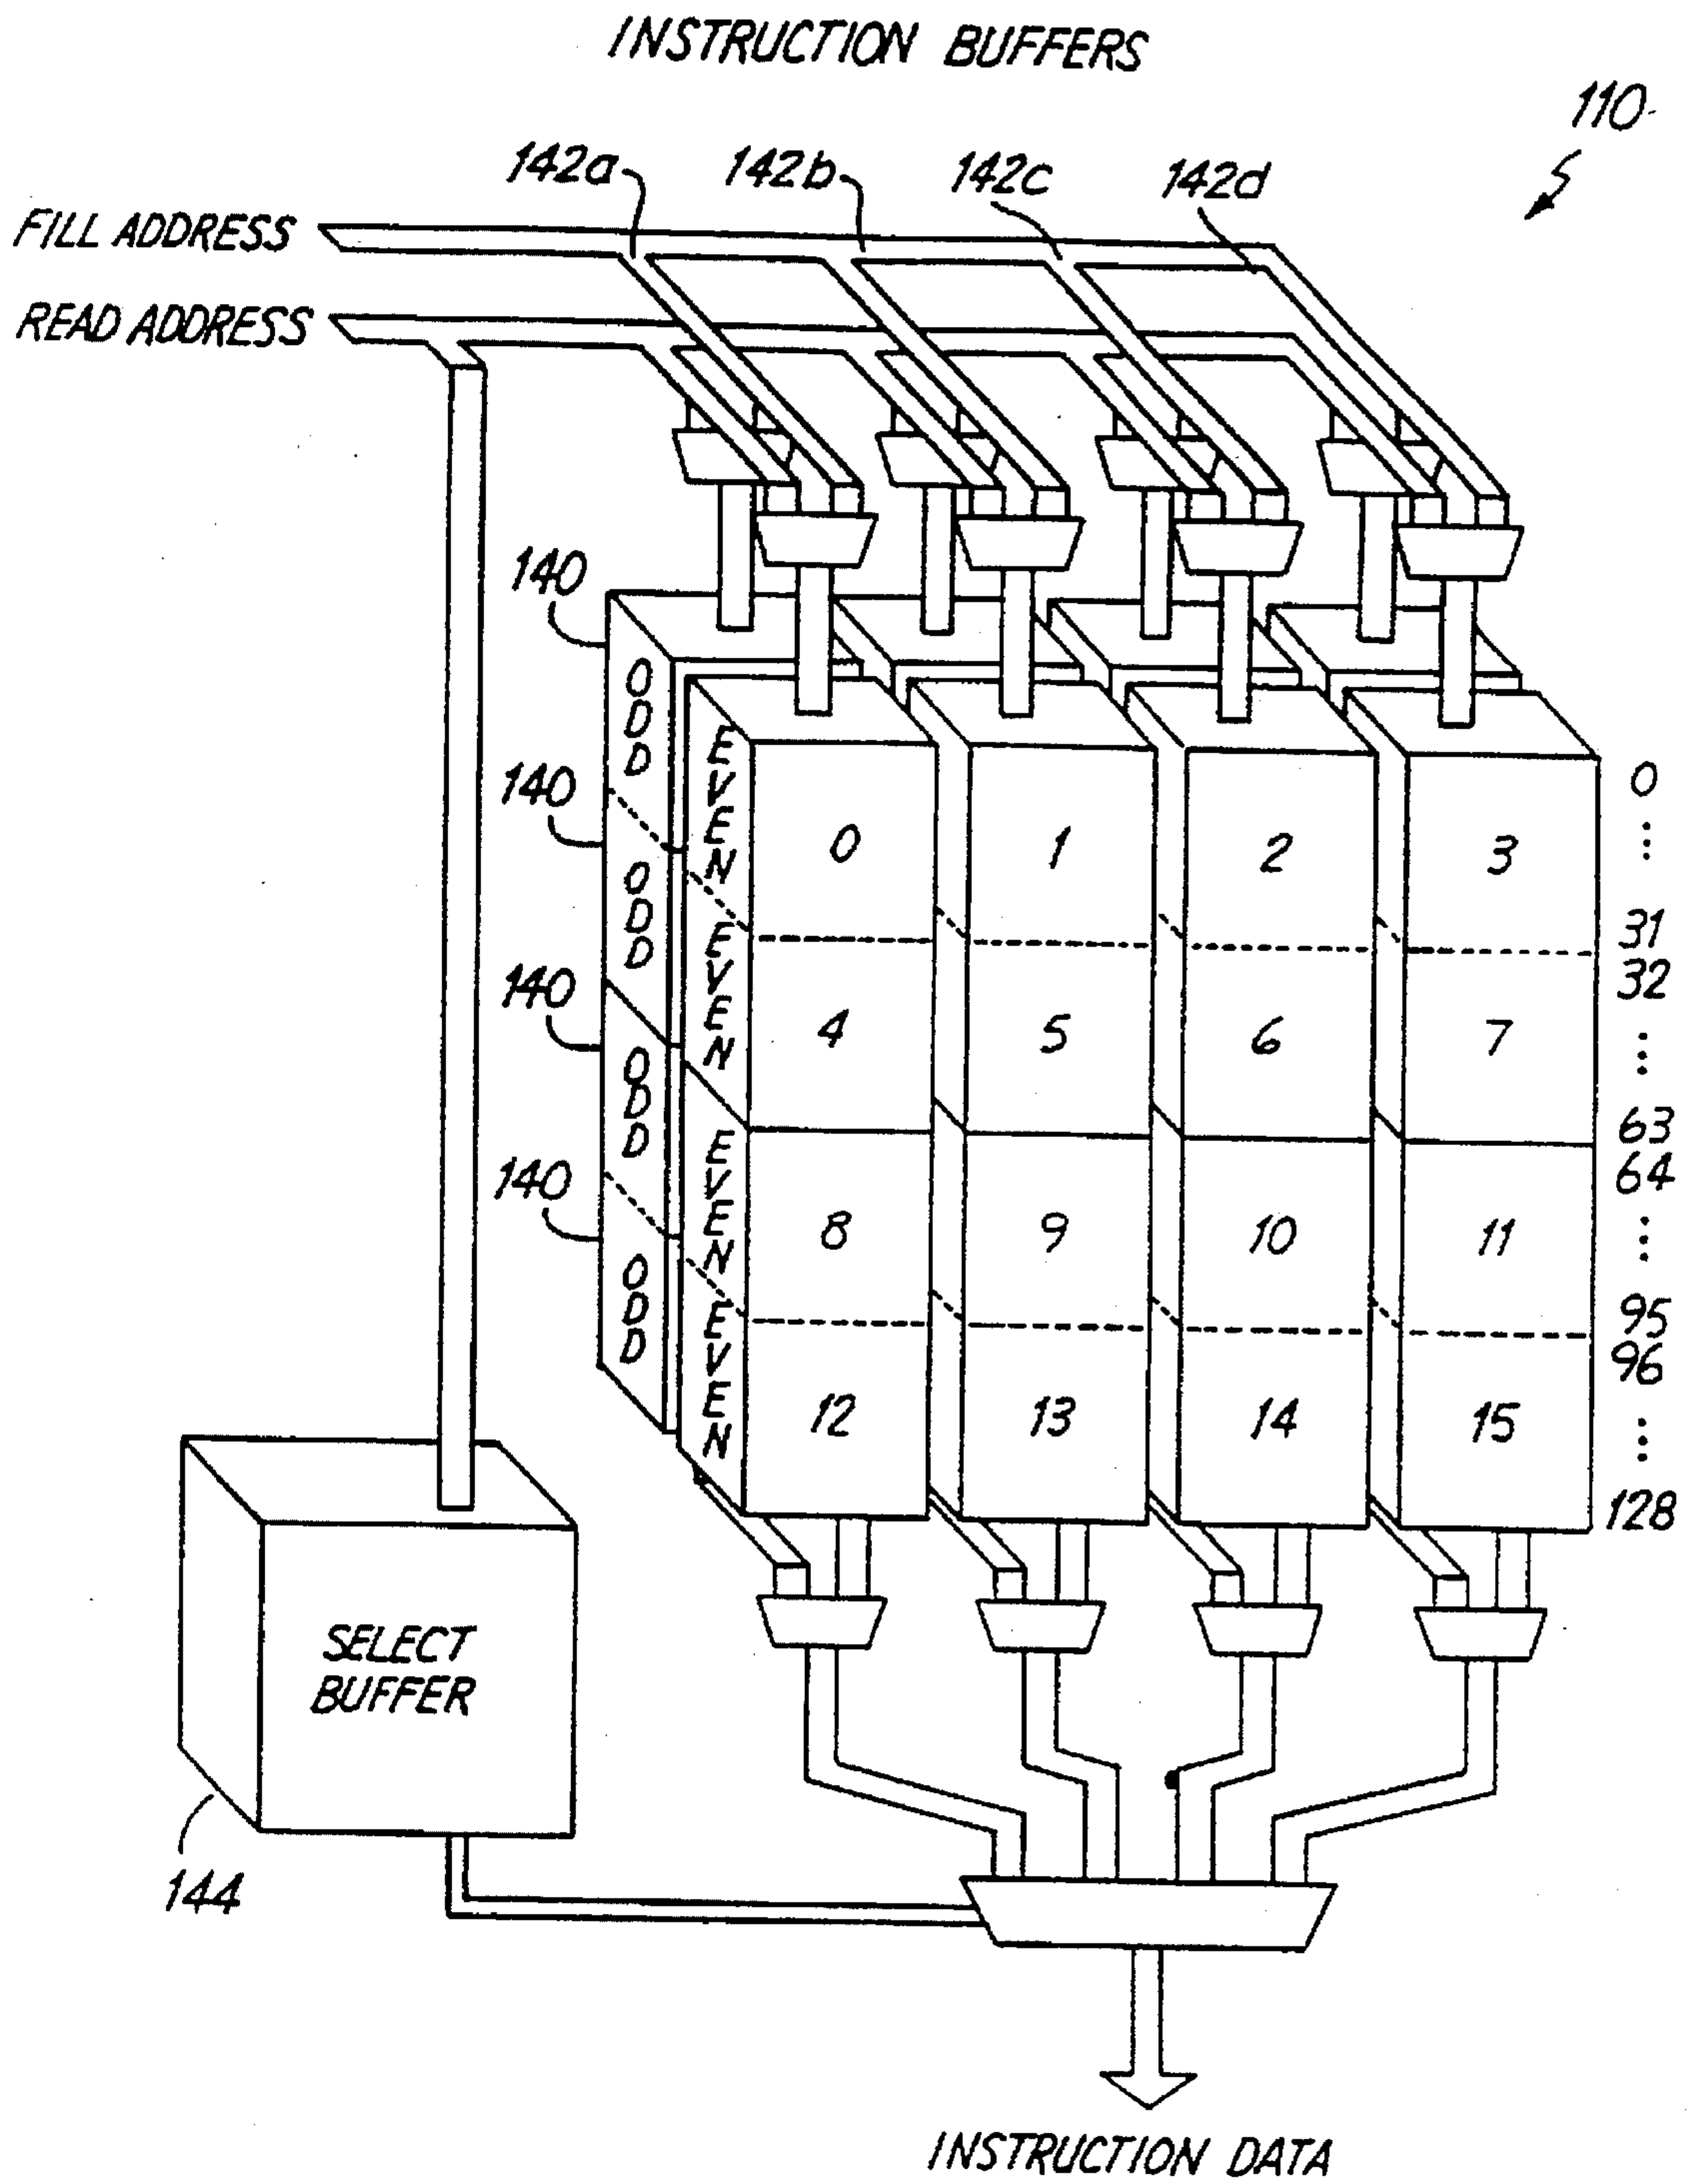 INSTRUCTION BUFFERS
110
142a 142b 142c 142d
FILL ADDRESS
READ ADDRESS
140
ODD
EVEN
0 1 2 3
0
⋮
31
140
ODD
EVEN
4 5 6 7
32
⋮
63
140
ODD
EVEN
8 9 10 11
64
⋮
95
140
ODD
EVEN
12 13 14 15
96
⋮
128
SELECT
BUFFER
144
INSTRUCTION DATA